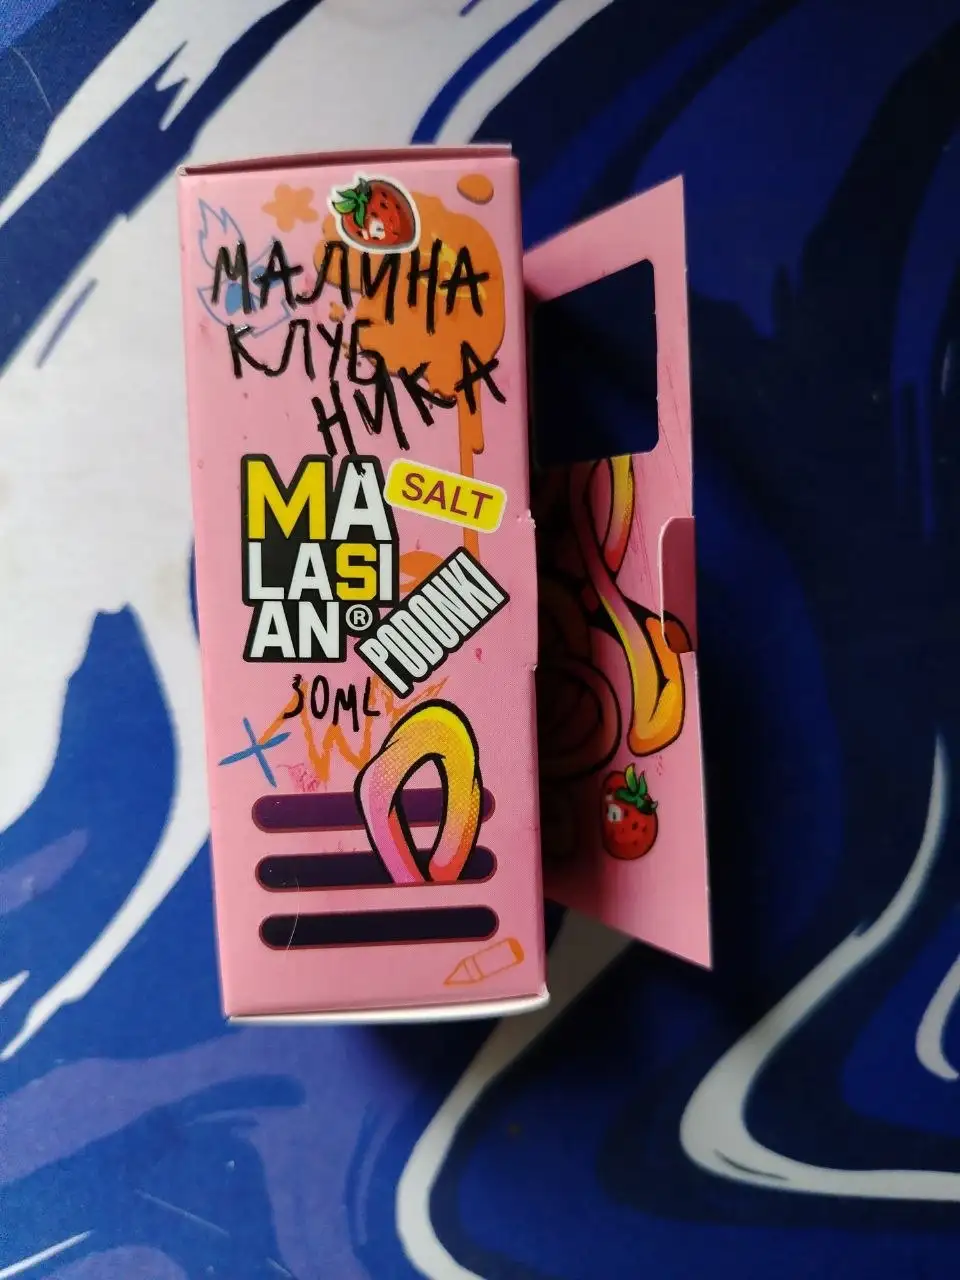 МАЛИНА
КЛУБ
НИКА
MA
LASI
AN®
SALT
PODONKI
30ML